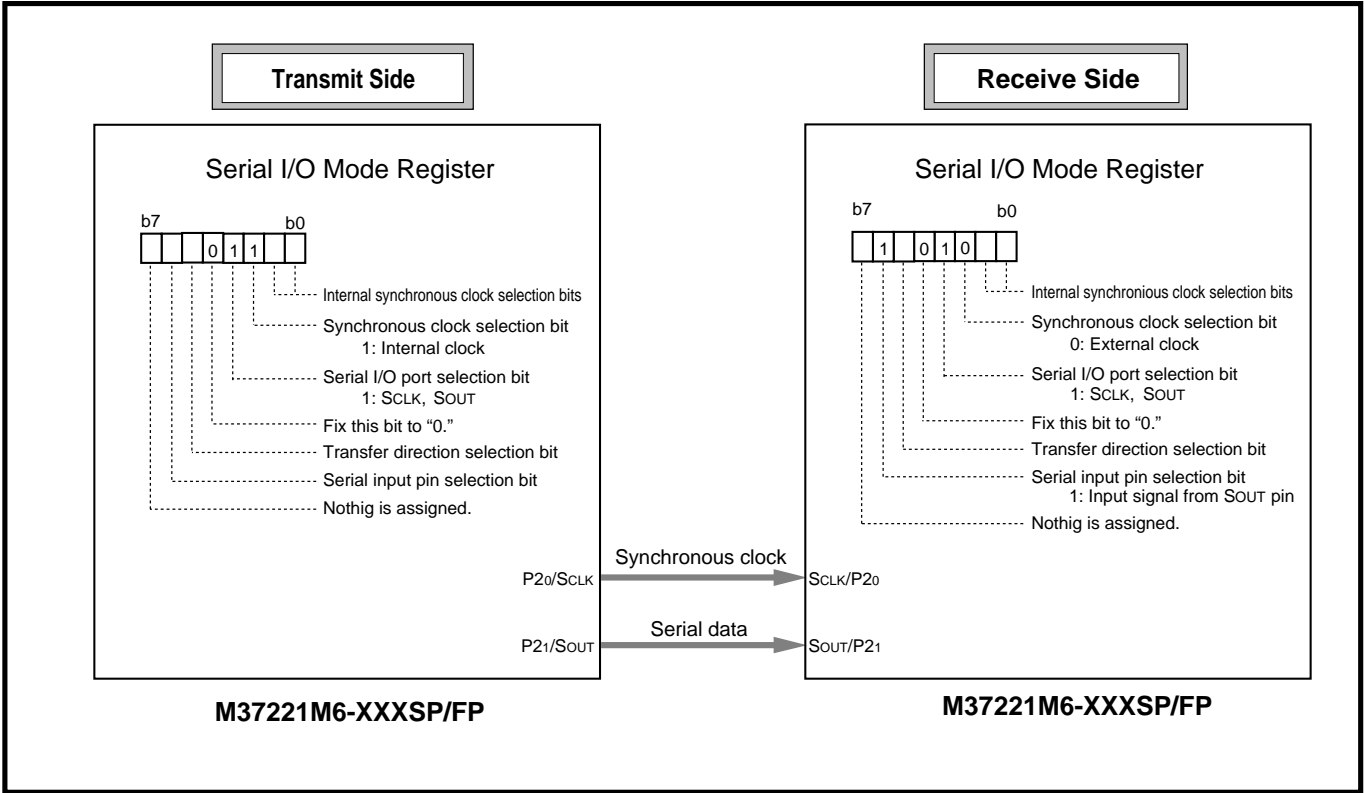 Transmit Side
Serial I/O Mode Register
b7 b0
0 1 1
Internal synchronous clock selection bits
Synchronous clock selection bit
1: Internal clock
Serial I/O port selection bit
1: SCLK, SOUT
Fix this bit to “0.”
Transfer direction selection bit
Serial input pin selection bit
Nothig is assigned.
P20/SCLK
P21/SOUT
M37221M6-XXXSP/FP
Synchronous clock
Serial data
Receive Side
Serial I/O Mode Register
b7 b0
1 0 1 0
Internal synchronious clock selection bits
Synchronous clock selection bit
0: External clock
Serial I/O port selection bit
1: SCLK, SOUT
Fix this bit to “0.”
Transfer direction selection bit
Serial input pin selection bit
1: Input signal from SOUT pin
Nothig is assigned.
SCLK/P20
SOUT/P21
M37221M6-XXXSP/FP